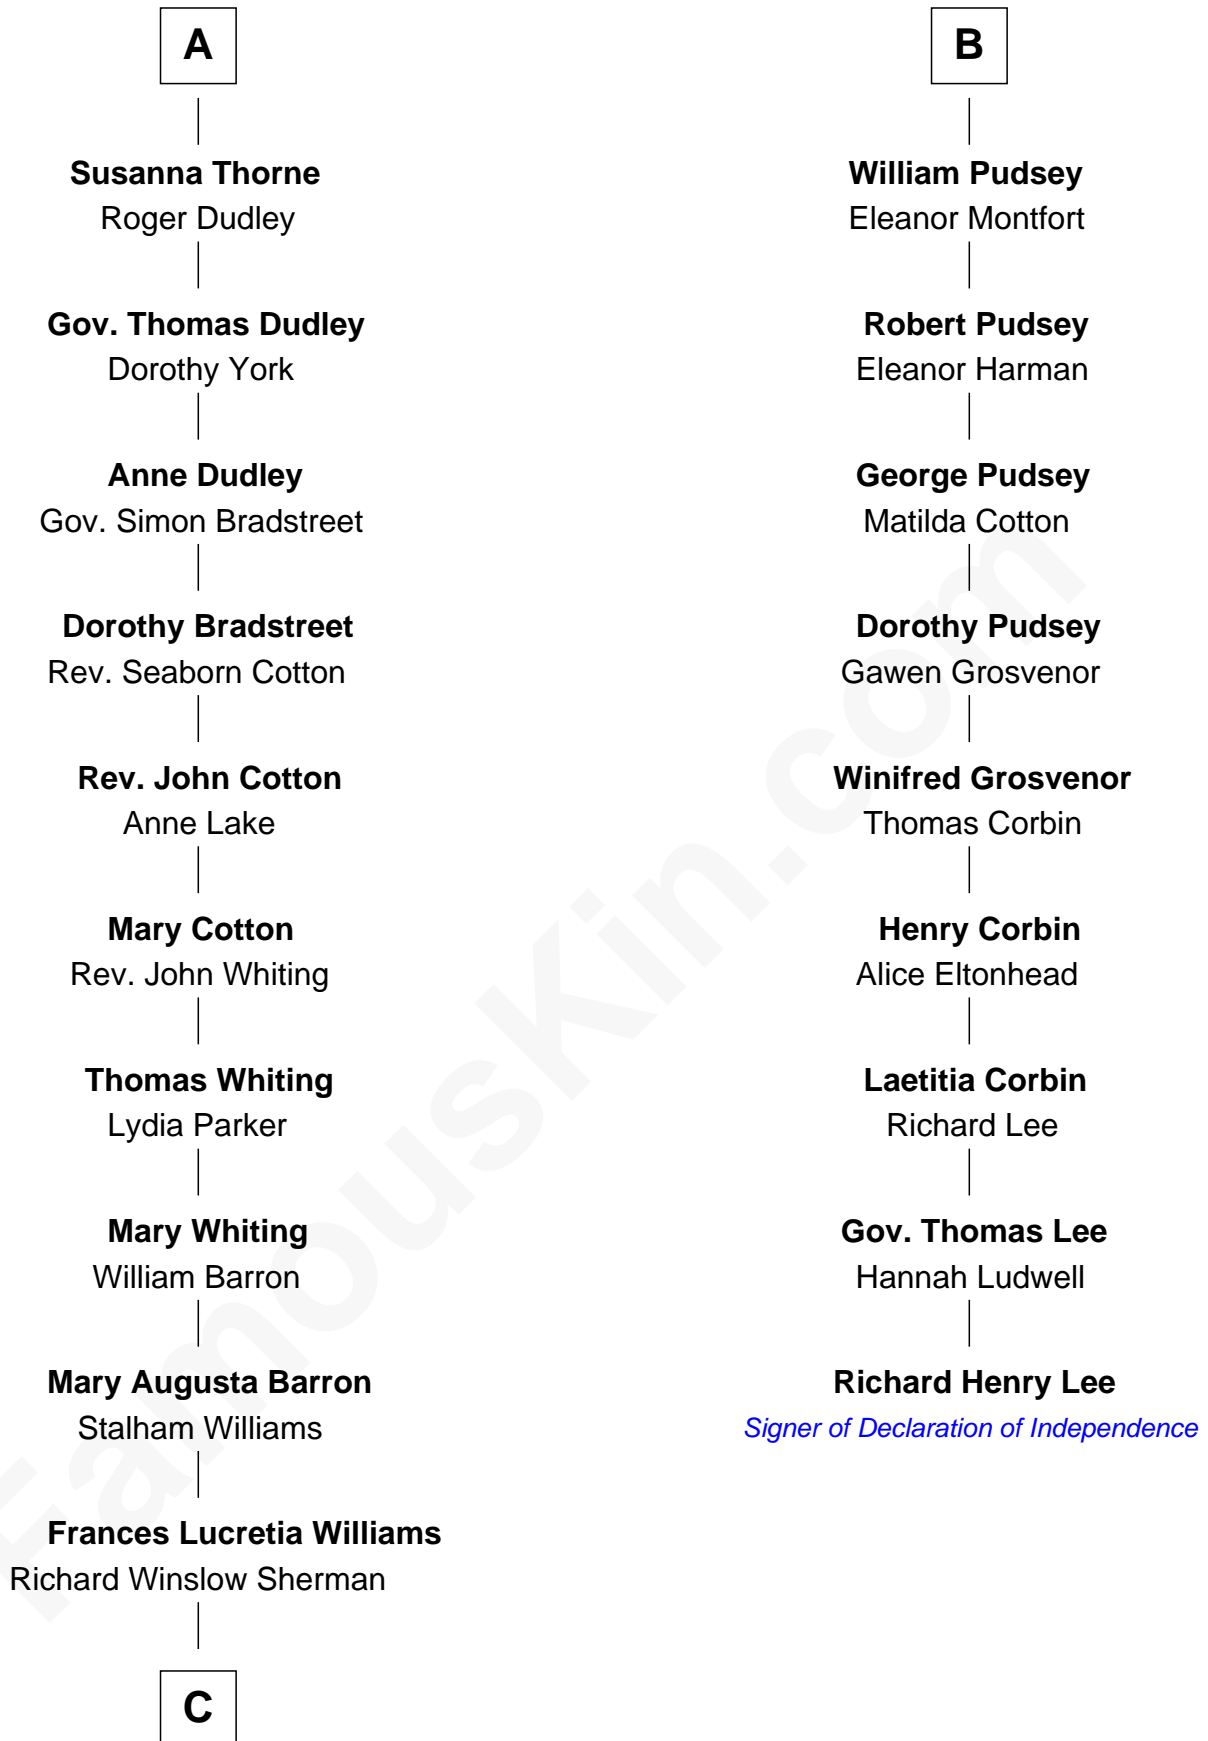 A
Susanna Thorne
Roger Dudley
Gov. Thomas Dudley
Dorothy York
Anne Dudley
Gov. Simon Bradstreet
Dorothy Bradstreet
Rev. Seaborn Cotton
Rev. John Cotton
Anne Lake
Mary Cotton
Rev. John Whiting
Thomas Whiting
Lydia Parker
Mary Whiting
William Barron
Mary Augusta Barron
Stalham Williams
Frances Lucretia Williams
Richard Winslow Sherman
C
B
William Pudsey
Eleanor Montfort
Robert Pudsey
Eleanor Harman
George Pudsey
Matilda Cotton
Dorothy Pudsey
Gawen Grosvenor
Winifred Grosvenor
Thomas Corbin
Henry Corbin
Alice Eltonhead
Laetitia Corbin
Richard Lee
Gov. Thomas Lee
Hannah Ludwell
Richard Henry Lee
Signer of Declaration of Independence
FamousKin.com